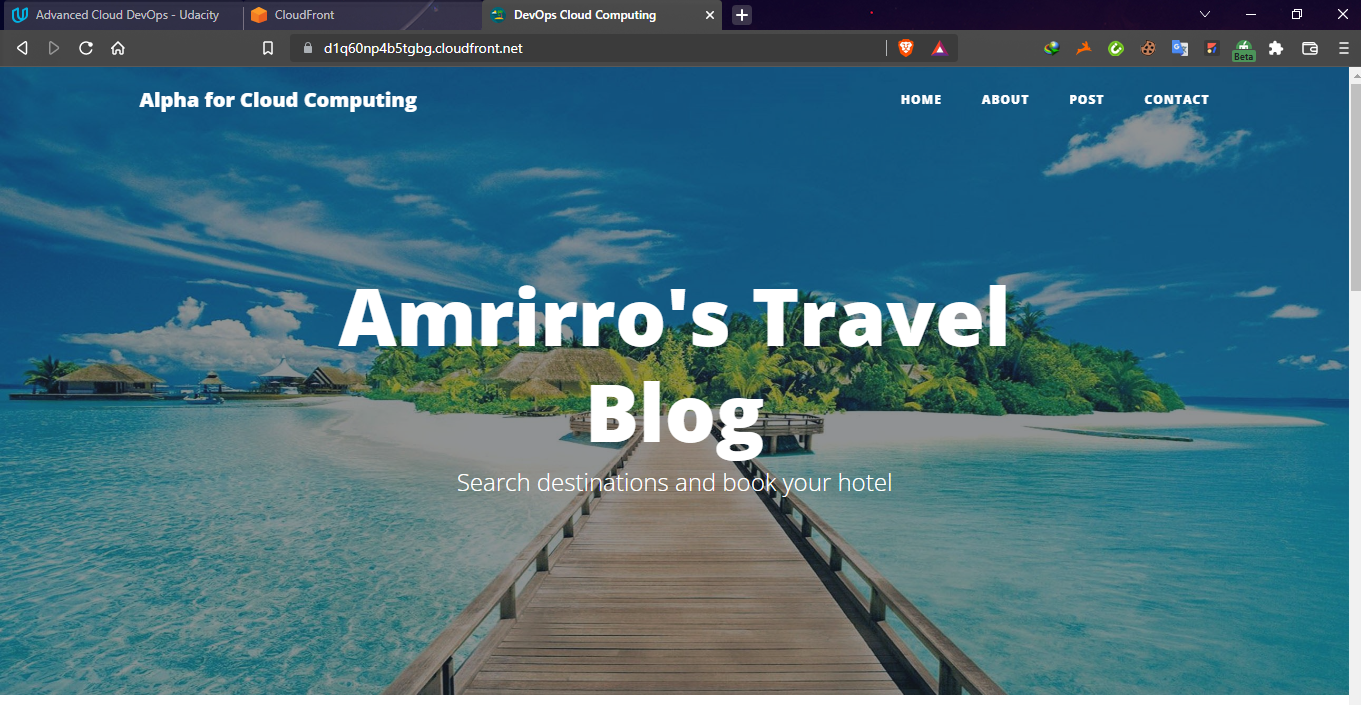 Advanced Cloud DevOps - Udacity
CloudFront
DevOps Cloud Computing
d1q60np4b5tgbg.cloudfront.net
Beta
Alpha for Cloud Computing
HOME
ABOUT
POST
CONTACT
Amrirro's Travel
Blog
Search destinations and book your hotel